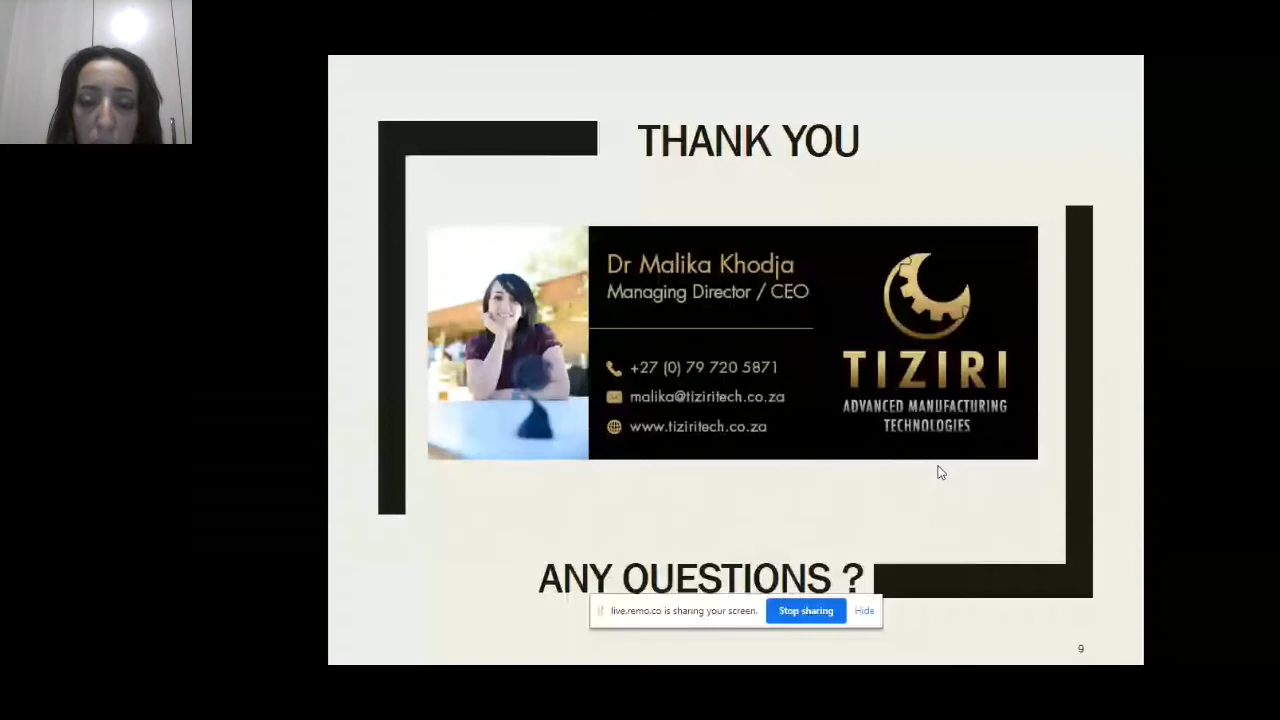 THANK YOU
Dr Malika Khodja
Managing Director / CEO
+27 (0) 79 720 5871
malika@tiziritech.co.za
www.tiziritech.co.za
TIZIRI
ADVANCED MANUFACTURING
TECHNOLOGIES
ANY QUESTIONS ?
live.remo.co is sharing your screen.
Stop sharing
Hide
9